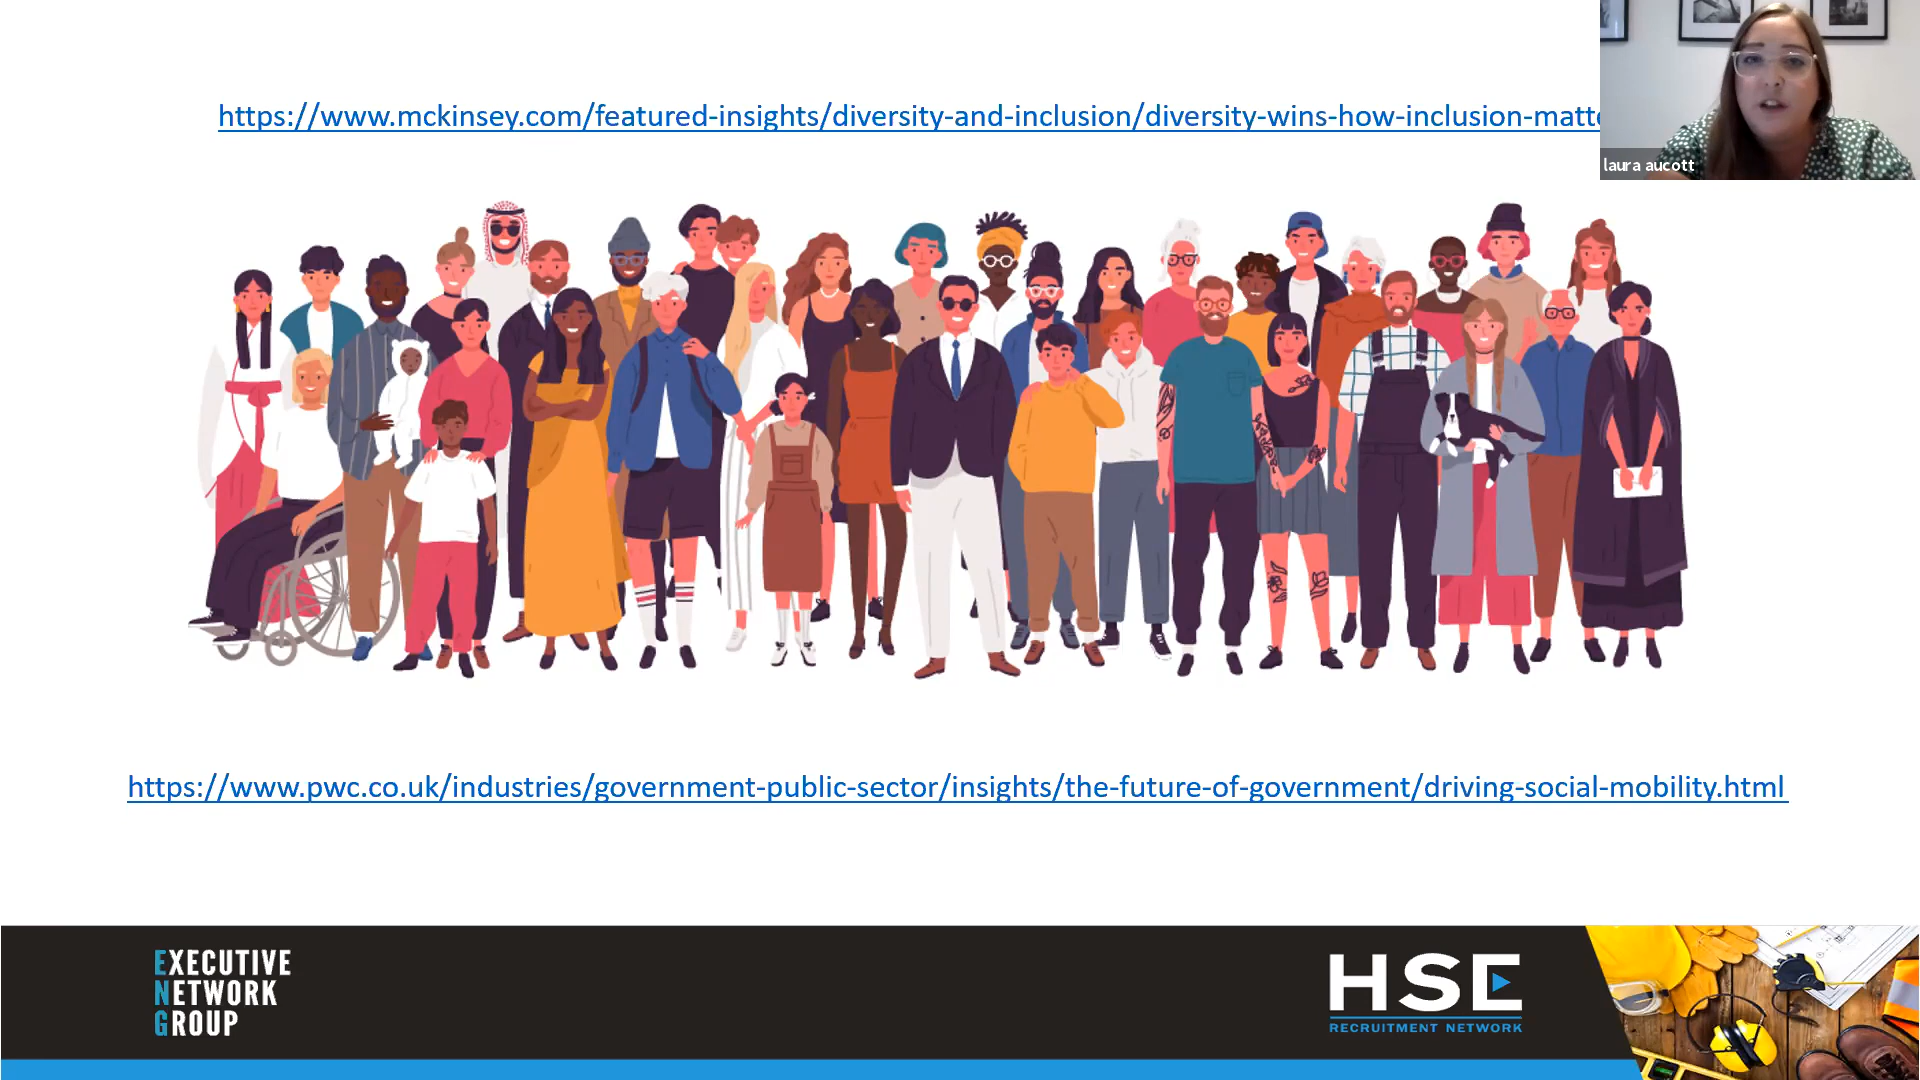 https://www.mckinsey.com/featured-insights/diversity-and-inclusion/diversity-wins-how-inclusion-matte
laura aucott
https://www.pwc.co.uk/industries/government-public-sector/insights/the-future-of-government/driving-social-mobility.html
EXECUTIVE
NETWORK
GROUP
HSE
RECRUITMENT NETWORK